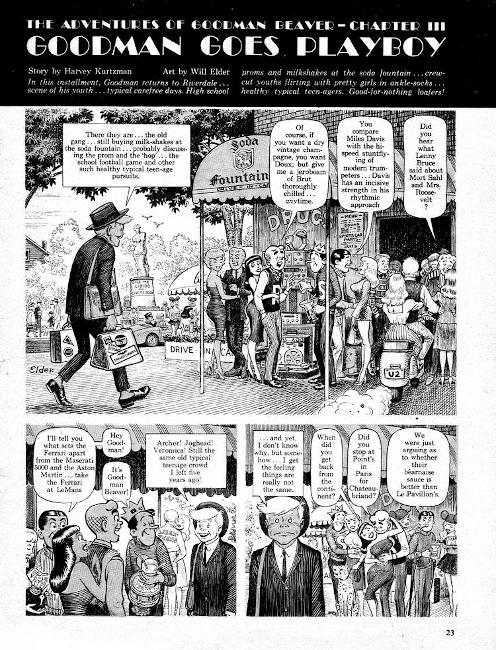 THE ADVENTURES OF GOODMAN BEAVER – CHAPTER III
GOODMAN GOES PLAYBOY
Story by Harvey Kurtzman
Art by Will Elder
In this installment, Goodman returns to Riverdale . . .
scene of his youth . . . typical carefree days. High school
proms and milkshakes at the soda fountain . . . crew-
cut youths flirting with pretty girls in ankle-socks . . .
healthy typical teen-agers. Good-for-nothing loafers!
There they are . . . the old
gang . . . still buying milk-shakes at
the soda fountain . . . probably discuss-
ing the prom and the 'hop' . . . the
school football game and other
such healthy typical teen-age
pursuits.
Soda
Fountain
DRUG
Of
course, if
you want a dry
vintage cham-
pagne, you want
Doux; but give
me a jeroboam
of Brut
thoroughly
chilled . . .
anytime.
You
compare
Miles Davis
with the hi-
speed stuntfly-
ing of
modern trum-
peters . . . Davis
has an incisive
strength in his
rhythmic
approach
Did
you
hear
what
Lenny
Bruce
said about
Mort Sahl
and Mrs.
Roose-
velt
?
DRIVE-IN
U2
Elder
I'll tell you
what sets the
Ferrari apart
from the Maserati
5000 and the Aston
Martin . . . take
the Ferrari
at LeMans
Hey
Good-
man!
It's
Good-
man
Beaver!
Archer! Joghead!
Veronica! Still the
same old typical
teenage crowd
I left five
years ago!
. . . and yet,
I don't know
why, but some-
how . . . I get
the feeling
things are
really not
the same.
When
did
you
get
back
from
the conti-
nent?
Did
you
stop at
Point's
in
Paris
for
Chateau-
briand?
We
were just
arguing as
to whether
their
béarnaise
sauce is
better than
Le Pavillon's.
23